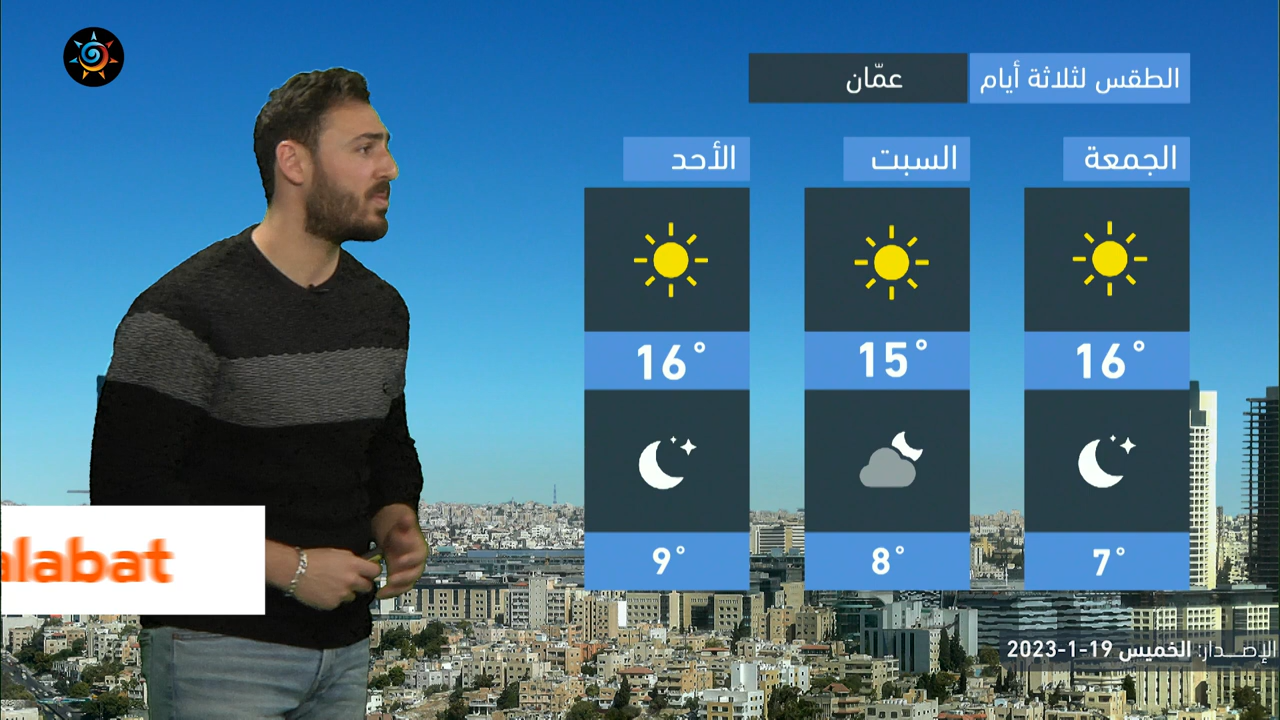 الطقس لثلاثة أيام
عمّان
الجمعة
السبت
الأحد
16°
15°
16°
7°
8°
9°
alabat
الإصـــدار: الخميس 19-1-2023